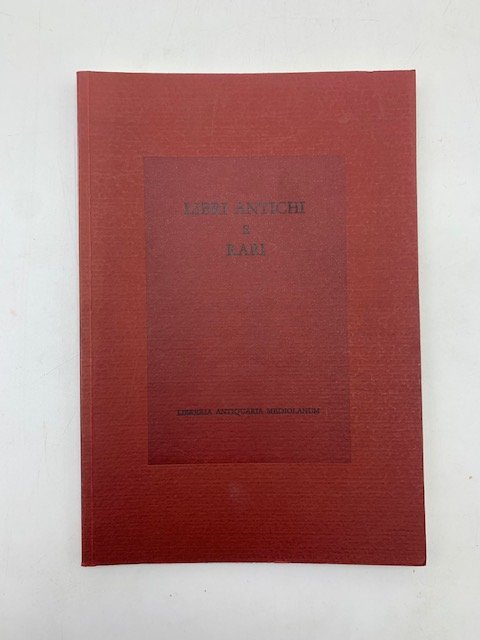 LIBRI ANTICHI
E
RARI
LIBRERIA ANTIQUARIA MEDIOLANUM